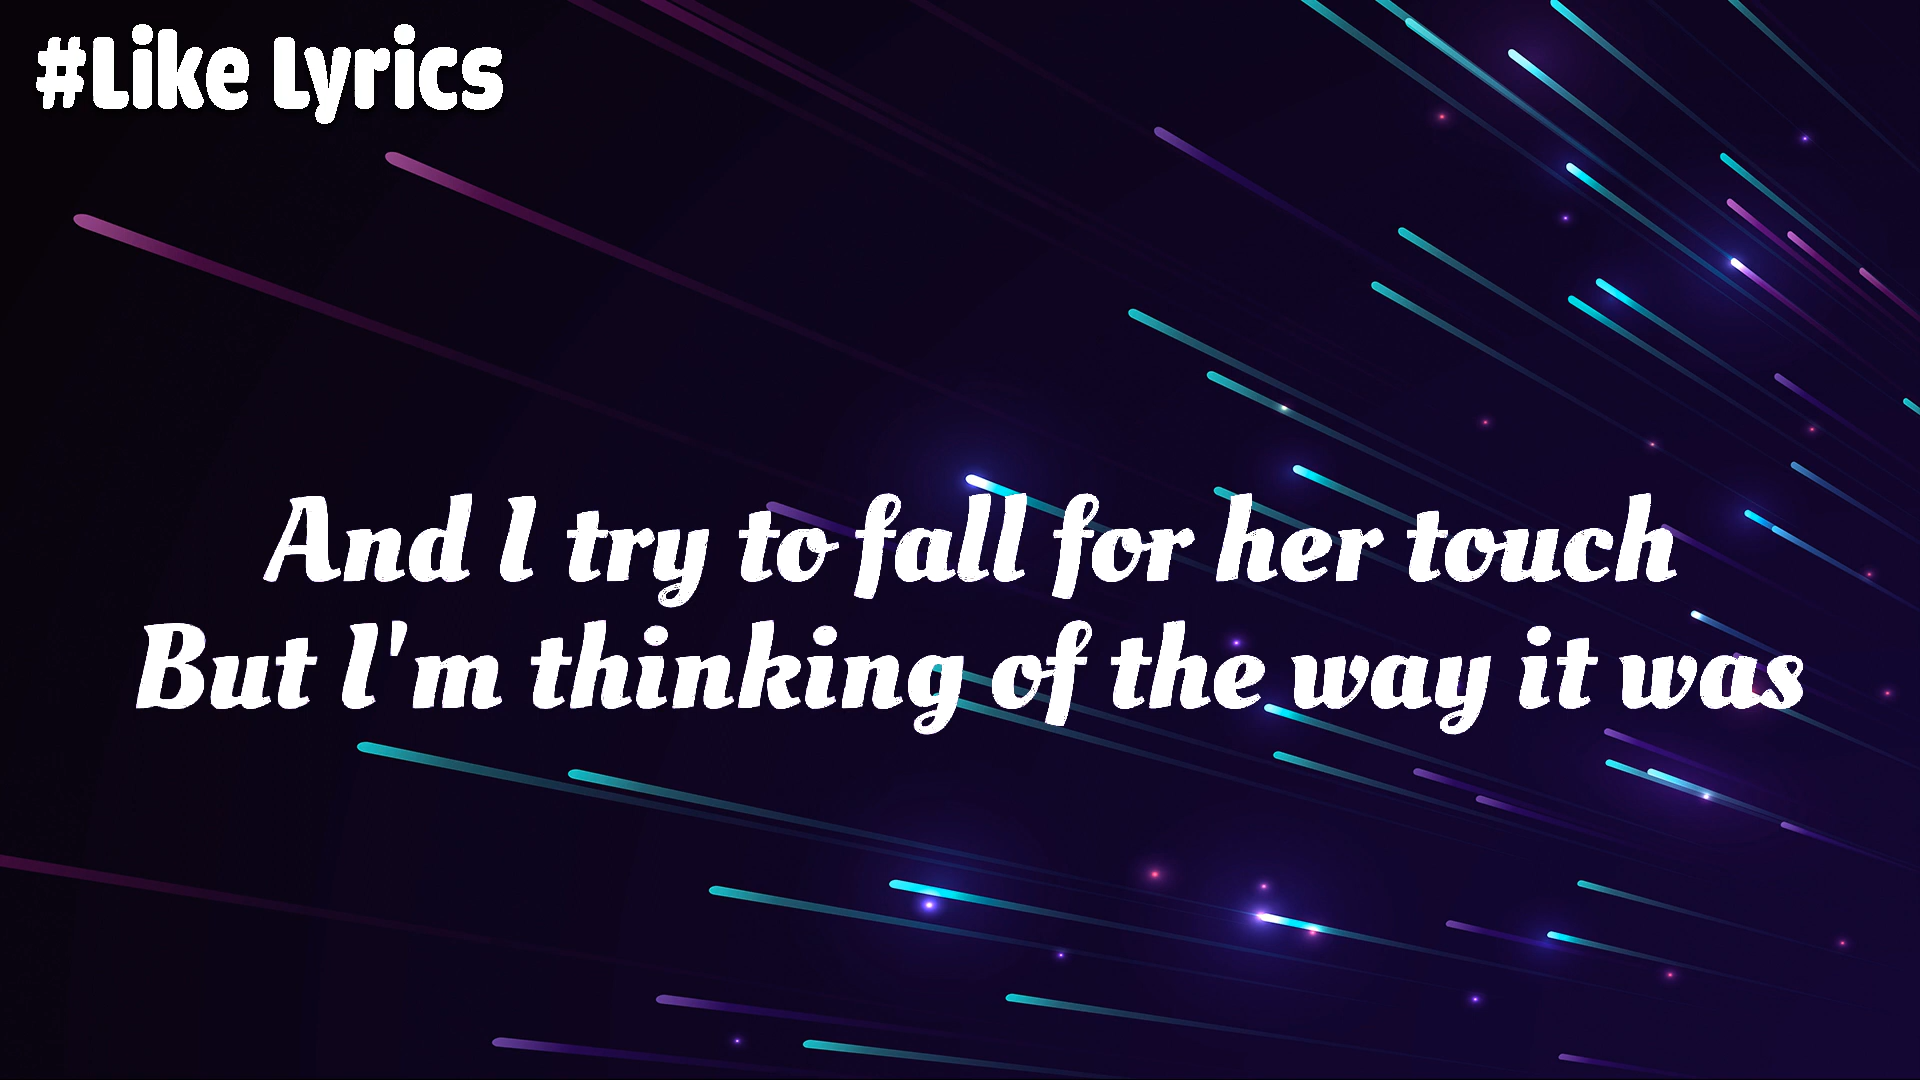 #Like Lyrics
And I try to fall for her touch
But I'm thinking of the way it was